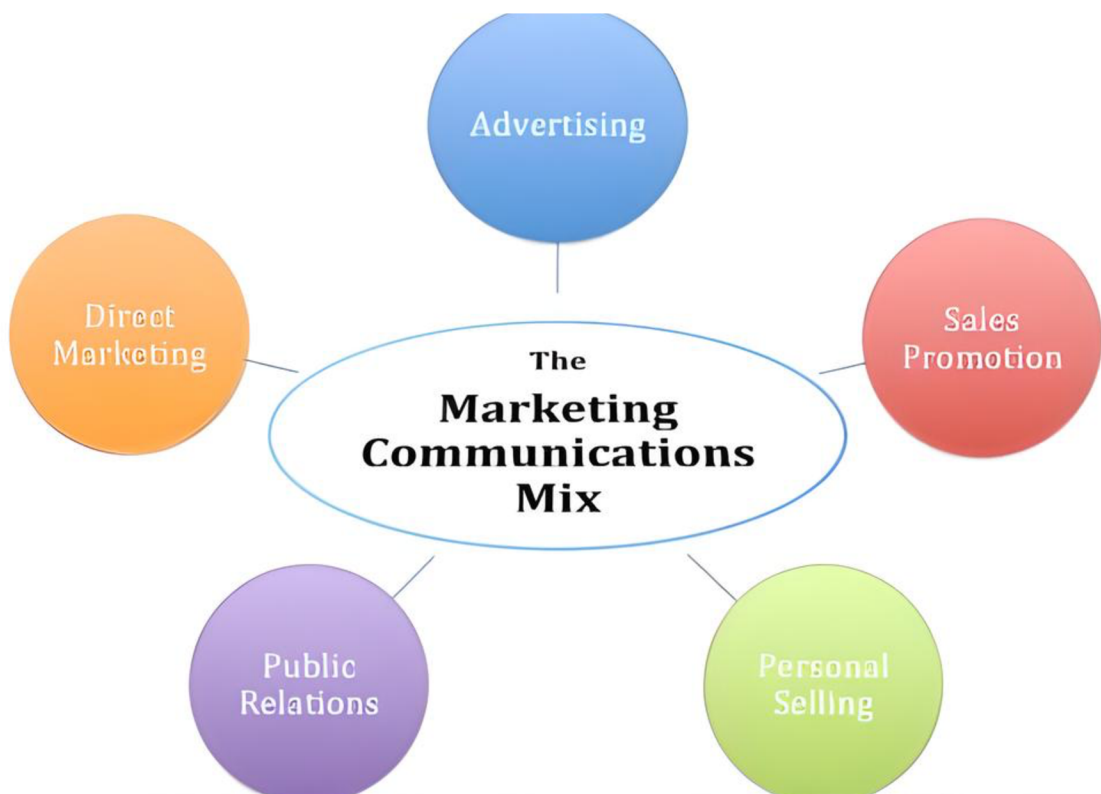 Advertising
Direct
Marketing
Sales
Promotion
The
Marketing
Communications
Mix
Public
Relations
Personal
Selling